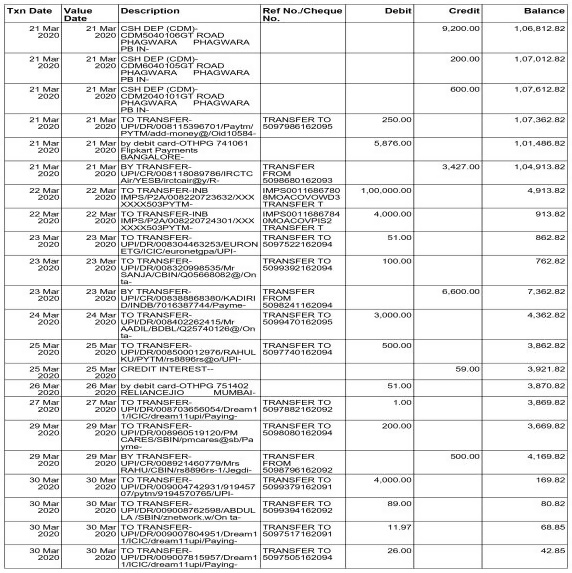 Txn Date Value Date Description Ref No./Cheque No. Debit Credit Balance
21 Mar 2020 21 Mar 2020 CSH DEP (CDM)- 9,200.00 1,06,812.82
CDM5040106GT ROAD
PHAGWARA PHAGWARA
PB IN-
21 Mar 2020 21 Mar 2020 CSH DEP (CDM)- 200.00 1,07,012.82
CDM6040105GT ROAD
PHAGWARA PHAGWARA
PB IN-
21 Mar 2020 21 Mar 2020 CSH DEP (CDM)- 600.00 1,07,612.82
CDM2040101GT ROAD
PHAGWARA PHAGWARA
PB IN-
21 Mar 2020 21 Mar 2020 TO TRANSFER- TRANSFER TO 250.00 1,07,362.82
UPI/DR/008115396701/Paytm/ 5097986162095
PYTM/add-money@/Oid10584-
21 Mar 2020 21 Mar 2020 by debit card-OTHPG 741061 5,876.00 1,01,486.82
Flipkart Payments
BANGALORE-
21 Mar 2020 21 Mar 2020 BY TRANSFER- TRANSFER 3,427.00 1,04,913.82
UPI/CR/008118089786/IRCTC FROM
Air/YESB/irctcair@y/R- 5098680162093
22 Mar 2020 22 Mar 2020 TO TRANSFER-INB IMPS0011686780 1,00,000.00 4,913.82
IMPS/P2A/008220723632/XXX 8MOACOVOWD3
XXXX503PYTM- TRANSFER T
22 Mar 2020 22 Mar 2020 TO TRANSFER-INB IMPS0011686784 4,000.00 913.82
IMPS/P2A/008220724301/XXX 0MOACOVPIS2
XXXX503PYTM- TRANSFER T
23 Mar 2020 23 Mar 2020 TO TRANSFER- TRANSFER TO 51.00 862.82
UPI/DR/008304463253/EURON 5097522162094
ETG/ICIC/euronetgpa/UPI-
23 Mar 2020 23 Mar 2020 TO TRANSFER- TRANSFER TO 100.00 762.82
UPI/DR/008320998535/Mr 5099392162094
SANJA/CBIN/Q05668082@/On
ta-
23 Mar 2020 23 Mar 2020 BY TRANSFER- TRANSFER 6,600.00 7,362.82
UPI/CR/008388868380/KADIRI FROM
D/INDB/7016387744/Payme- 5098241162094
24 Mar 2020 24 Mar 2020 TO TRANSFER- TRANSFER TO 3,000.00 4,362.82
UPI/DR/008402262415/Mr 5099470162095
AADIL/BDBL/Q25740126@/On
ta-
25 Mar 2020 25 Mar 2020 TO TRANSFER- TRANSFER TO 500.00 3,862.82
UPI/DR/008500012976/RAHUL 5097740162094
KU/PYTM/rs8896rs@o/UPI-
25 Mar 2020 25 Mar 2020 CREDIT INTEREST-- 59.00 3,921.82
26 Mar 2020 26 Mar 2020 by debit card-OTHPG 751402 51.00 3,870.82
RELIANCEJIO MUMBAI-
27 Mar 2020 27 Mar 2020 TO TRANSFER- TRANSFER TO 1.00 3,869.82
UPI/DR/008703656054/Dream1 5097882162092
1/ICIC/dream11upi/Paying-
29 Mar 2020 29 Mar 2020 TO TRANSFER- TRANSFER TO 200.00 3,669.82
UPI/DR/008960519120/PM 5098080162094
CARES/SBIN/pmcares@sb/Pa
yme-
29 Mar 2020 29 Mar 2020 BY TRANSFER- TRANSFER 500.00 4,169.82
UPI/CR/008921460779/Mrs FROM
RAHU/CBIN/rs8896rs-1/Jegdi- 5098796162092
30 Mar 2020 30 Mar 2020 TO TRANSFER- TRANSFER TO 4,000.00 169.82
UPI/DR/009004742931/919457 5099379162091
07/pytm/9194570765/UPI-
30 Mar 2020 30 Mar 2020 TO TRANSFER- TRANSFER TO 89.00 80.82
UPI/DR/009008762598/ABDUL 5099394162092
LA /SBIN/znetwork.w/On ta-
30 Mar 2020 30 Mar 2020 TO TRANSFER- TRANSFER TO 11.97 68.85
UPI/DR/009007804951/Dream1 5097517162091
1/ICIC/dream11upi/Paying-
30 Mar 2020 30 Mar 2020 TO TRANSFER- TRANSFER TO 26.00 42.85
UPI/DR/009007815957/Dream1 5097505162094
1/ICIC/dream11upi/Paying-